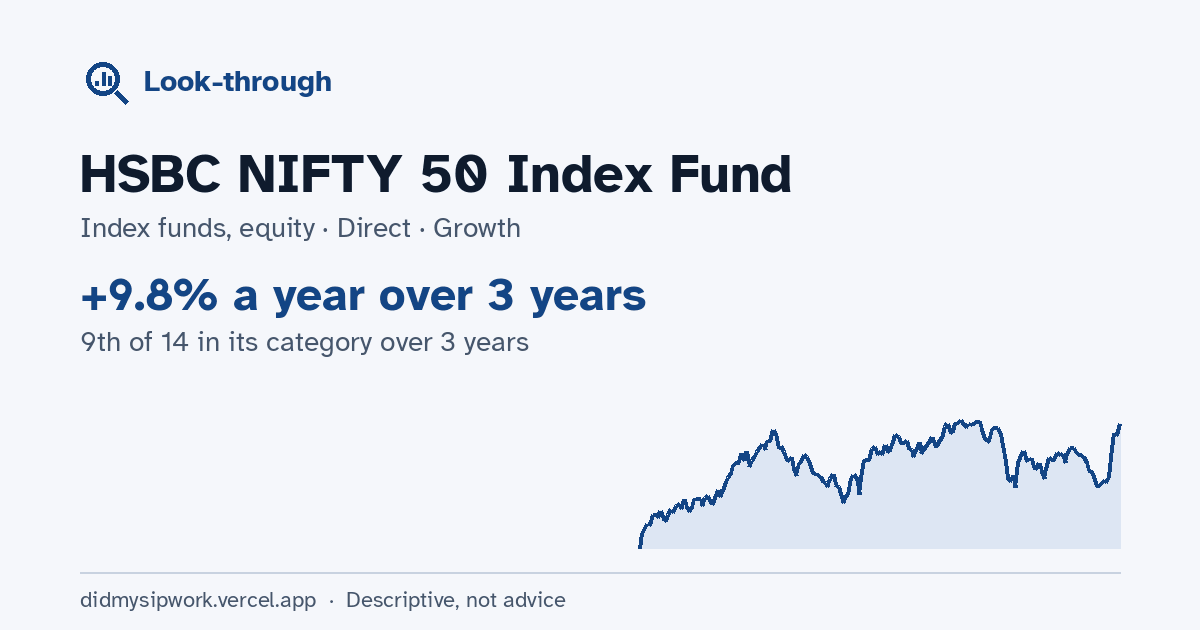 Look-through
HSBC NIFTY 50 Index Fund
Index funds, equity · Direct · Growth
+9.8% a year over 3 years
9th of 14 in its category over 3 years
didmysipwork.vercel.app · Descriptive, not advice